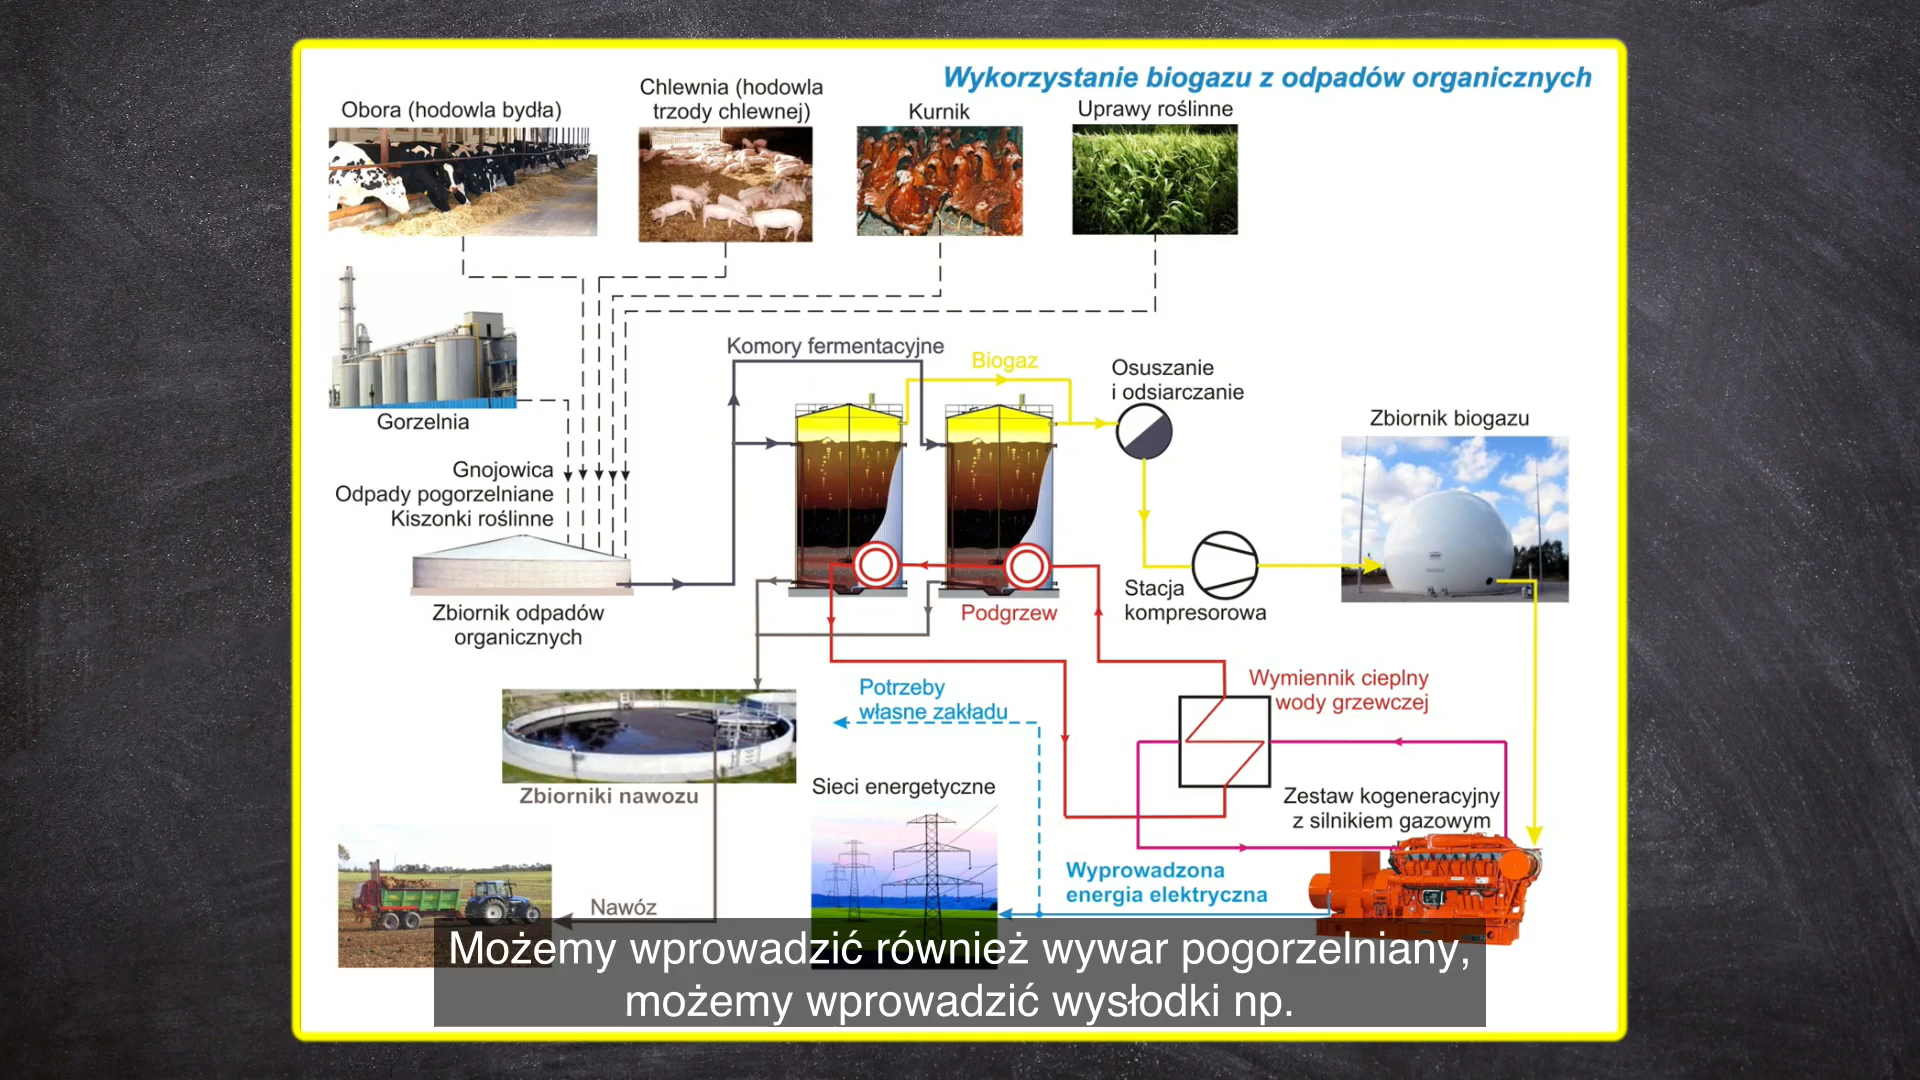 Wykorzystanie biogazu z odpadów organicznych
Obora (hodowla bydła)
Chlewnia (hodowla
trzody chlewnej)
Kurnik
Uprawy roślinne
Gorzelnia
Komory fermentacyjne
Biogaz
Osuszanie
i odsiarczanie
Zbiornik biogazu
Gnojowica
Odpady pogorzelniane
Kiszonki roślinne
Zbiornik odpadów
organicznych
Podgrzew
Stacja
kompresorowa
Wymiennik cieplny
wody grzewczej
Potrzeby
własne zakładu
Zbiorniki nawozu
Sieci energetyczne
Zestaw kogeneracyjny
z silnikiem gazowym
Wyprowadzona
energia elektryczna
Nawóz
Możemy wprowadzić również wywar pogorzelniany,
możemy wprowadzić wysłodki np.